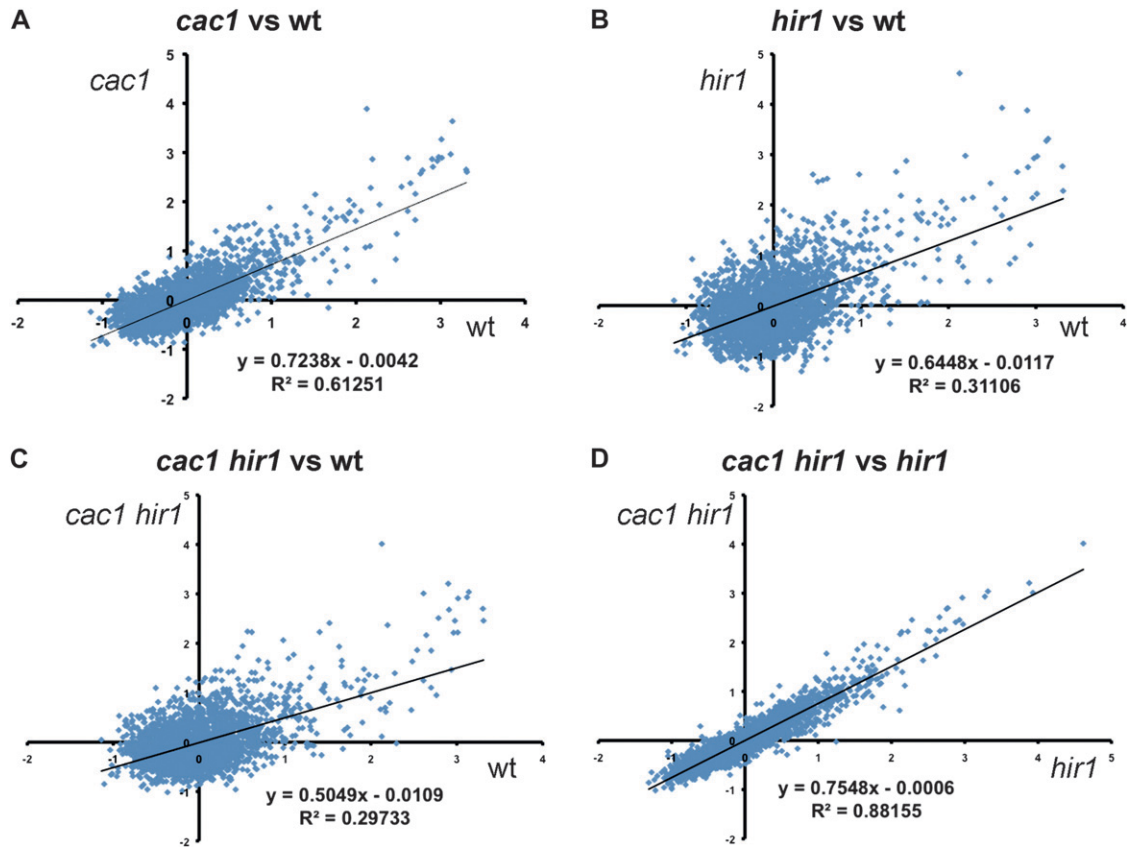 A cac1 vs wt
cac1
5
4
3
2
1
0
-1
-2
-2 -1 0 1 2 3 4
wt
y = 0.7238x - 0.0042
R² = 0.61251
B hir1 vs wt
hir1
5
4
3
2
1
0
-1
-2
-2 -1 0 1 2 3 4
wt
y = 0.6448x - 0.0117
R² = 0.31106
C cac1 hir1 vs wt
cac1 hir1
5
4
3
2
1
0
-1
-2
-2 -1 0 1 2 3 4
wt
y = 0.5049x - 0.0109
R² = 0.29733
D cac1 hir1 vs hir1
cac1 hir1
5
4
3
2
1
0
-1
-2
-2 -1 0 1 2 3 4 5
hir1
y = 0.7548x - 0.0006
R² = 0.88155